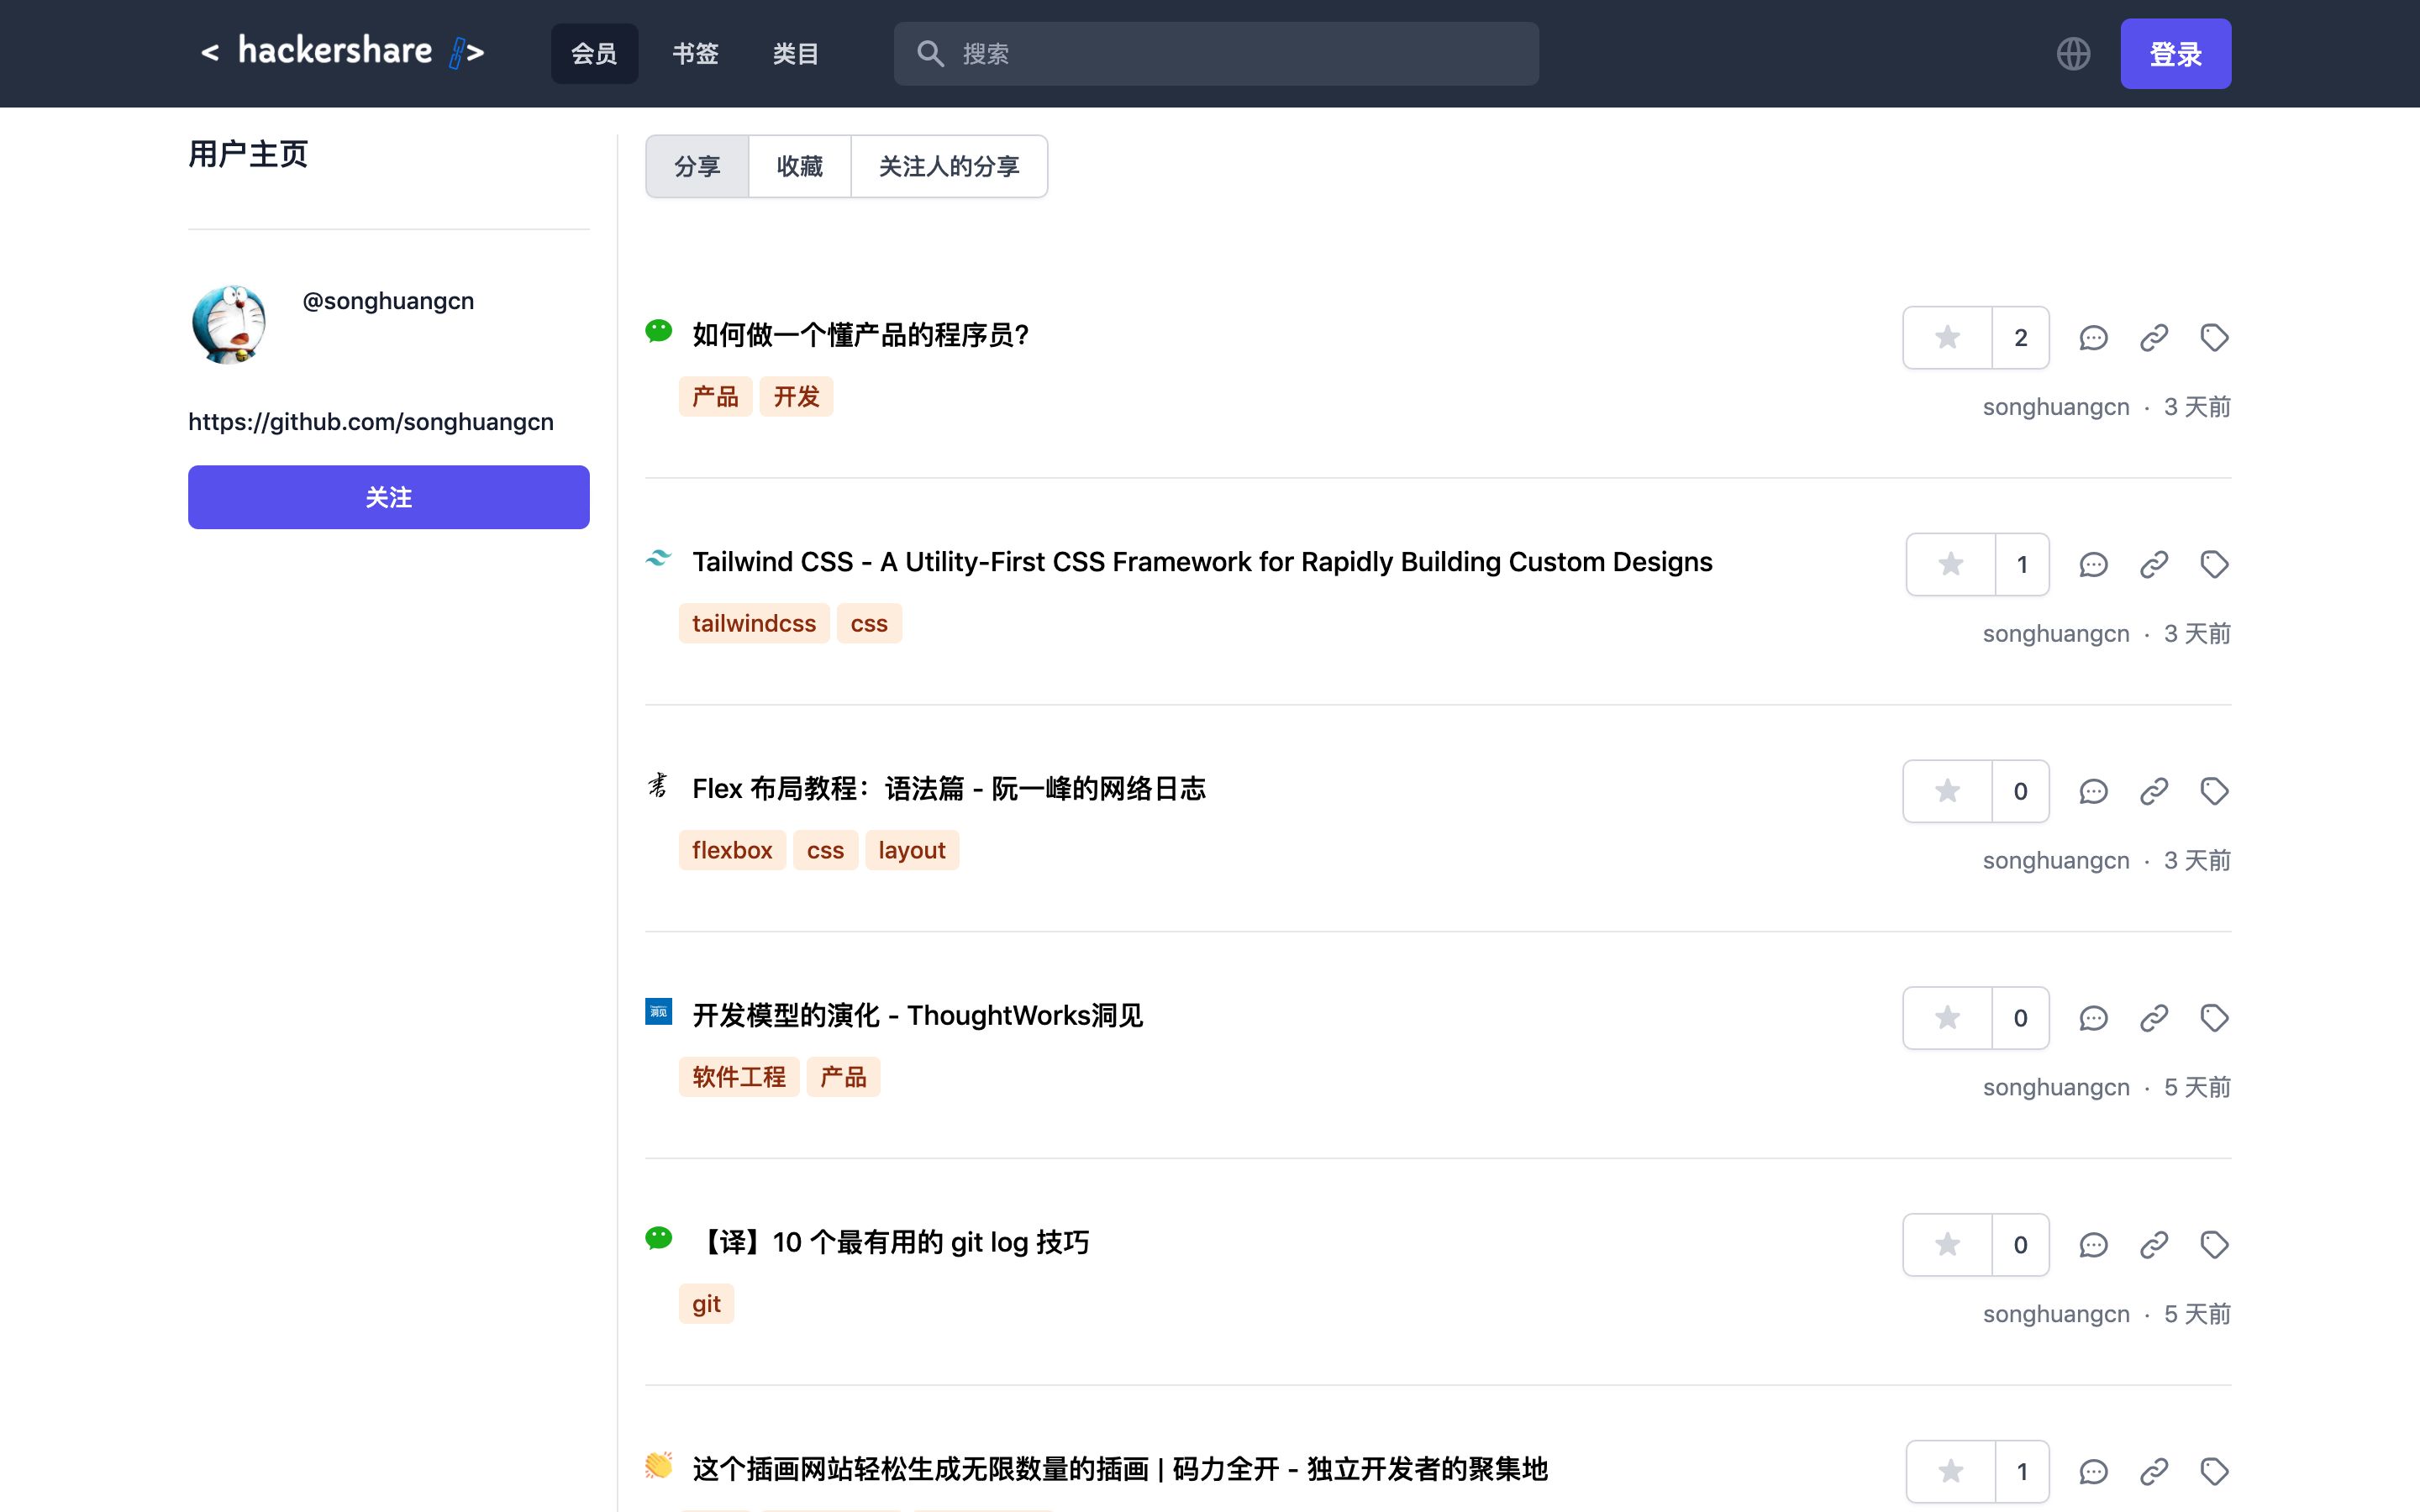 < hackershare >
会员 书签 类目 搜索 登录
用户主页
@songhuangcn
https://github.com/songhuangcn
关注
分享 收藏 关注人的分享
如何做一个懂产品的程序员?
2
产品 开发
songhuangcn · 3 天前
Tailwind CSS - A Utility-First CSS Framework for Rapidly Building Custom Designs
1
tailwindcss css
songhuangcn · 3 天前
Flex 布局教程：语法篇 - 阮一峰的网络日志
0
flexbox css layout
songhuangcn · 3 天前
洞见
开发模型的演化 - ThoughtWorks洞见
0
软件工程 产品
songhuangcn · 5 天前
【译】10 个最有用的 git log 技巧
0
git
songhuangcn · 5 天前
这个插画网站轻松生成无限数量的插画 | 码力全开 - 独立开发者的聚集地
1